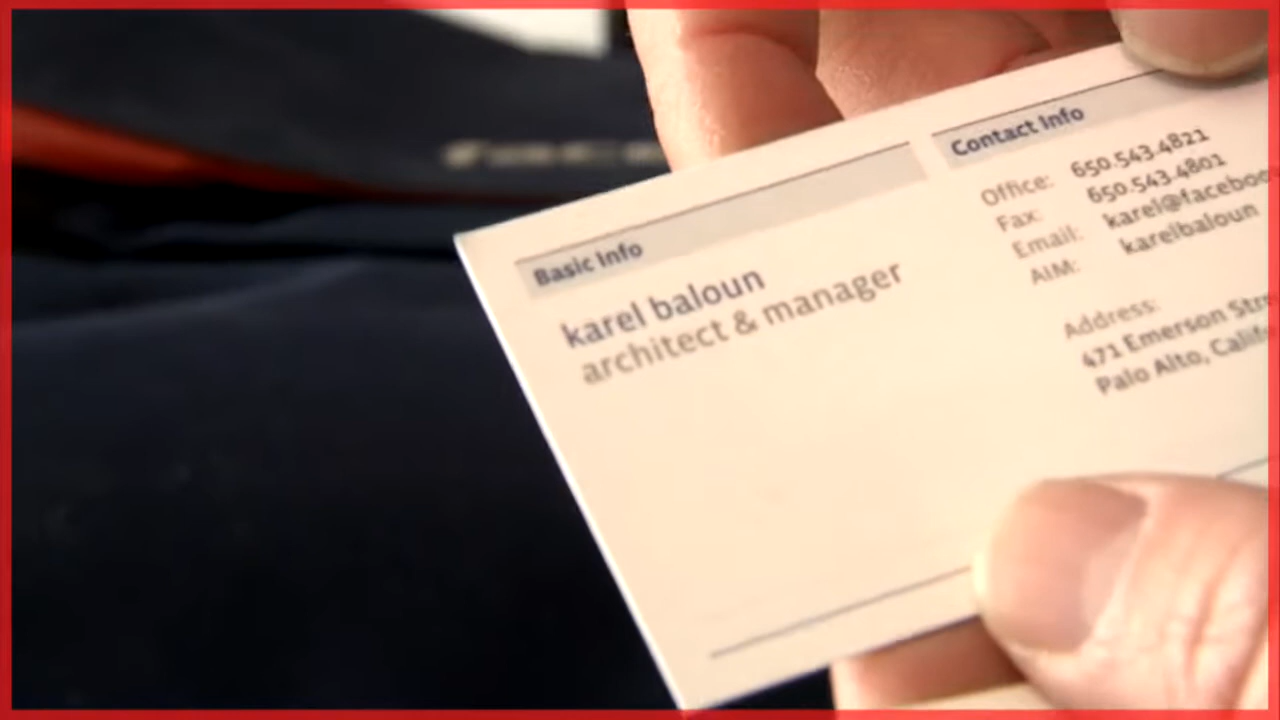 Basic Info
karel baloun
architect & manager
Contact Info
Office: 650.543.4821
Fax: 650.543.4801
Email: karel@faceboo
AIM: karelbaloun
Address:
471 Emerson Str
Palo Alto, Califo